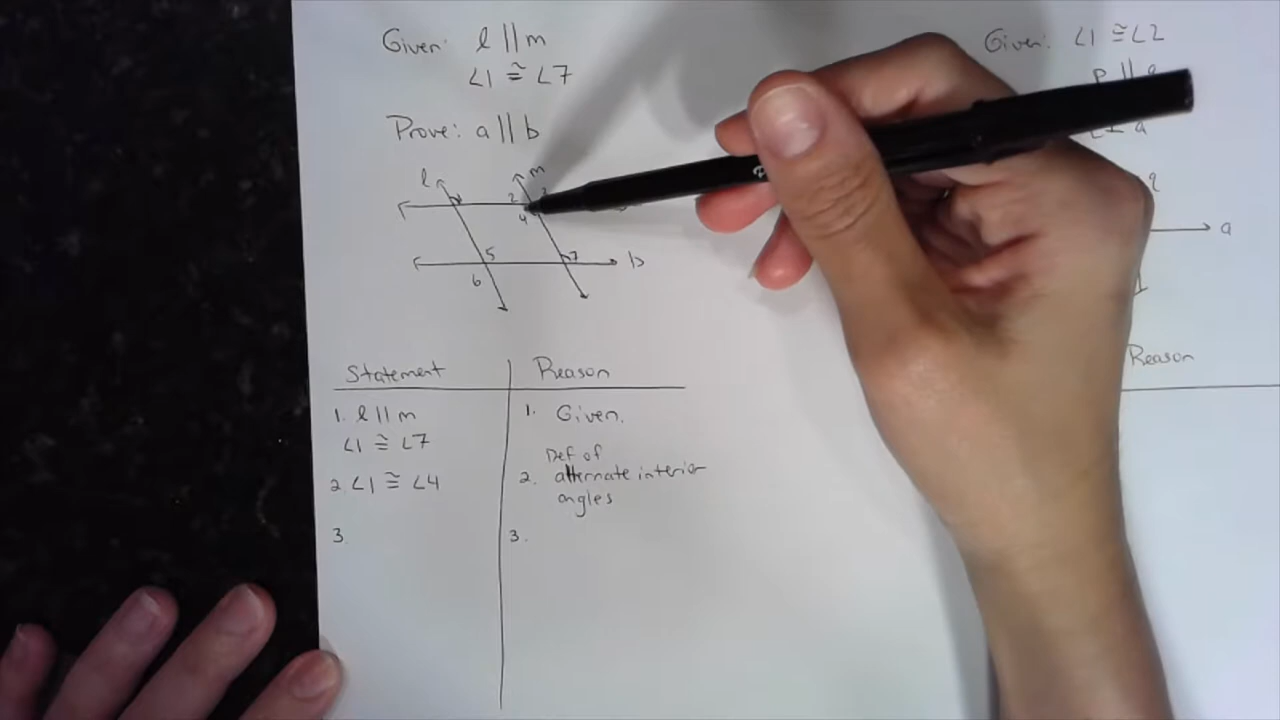 Given: l || m
∠1 ≅ ∠7
Prove: a || b
l
m
2
4
5
6
7
b
Statement
Reason
1. l || m
∠1 ≅ ∠7
1. Given.
2. ∠1 ≅ ∠4
Def of
2. alternate interior
angles
3.
3.
Given: ∠1 ≅ ∠2
p ||
q
a
Reason